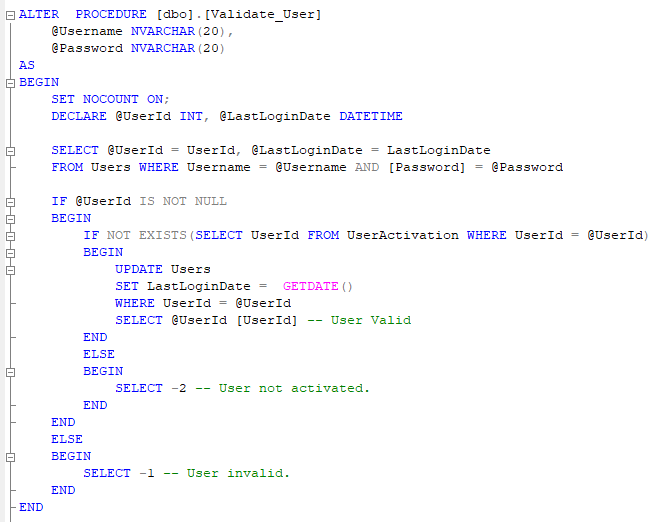 ALTER  PROCEDURE [dbo].[Validate_User]
    @Username NVARCHAR(20),
    @Password NVARCHAR(20)
AS
BEGIN
    SET NOCOUNT ON;
    DECLARE @UserId INT, @LastLoginDate DATETIME

    SELECT @UserId = UserId, @LastLoginDate = LastLoginDate
    FROM Users WHERE Username = @Username AND [Password] = @Password

    IF @UserId IS NOT NULL
    BEGIN
        IF NOT EXISTS(SELECT UserId FROM UserActivation WHERE UserId = @UserId)
        BEGIN
            UPDATE Users
            SET LastLoginDate =  GETDATE()
            WHERE UserId = @UserId
            SELECT @UserId [UserId] -- User Valid
        END
        ELSE
        BEGIN
            SELECT -2 -- User not activated.
        END
    END
    ELSE
    BEGIN
        SELECT -1 -- User invalid.
    END
END